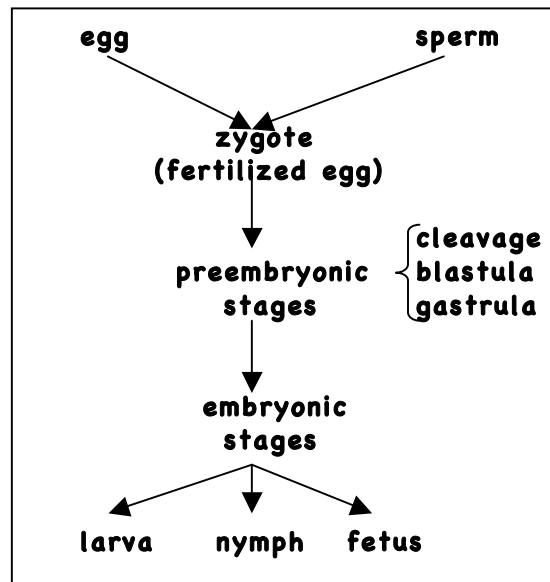 egg
sperm
zygote
(fertilized egg)
preembryonic
stages
cleavage
blastula
gastrula
embryonic
stages
larva
nymph
fetus